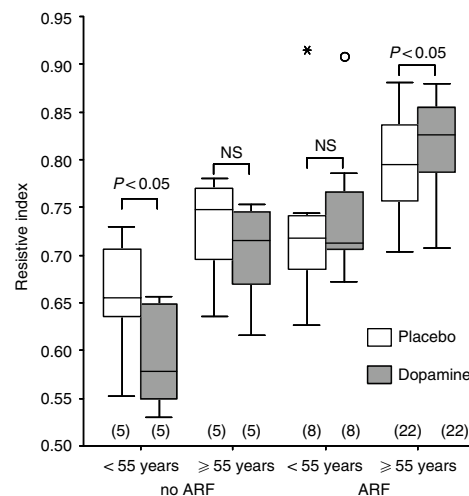 0.95
0.90
0.85
0.80
0.75
0.70
0.65
0.60
0.55
0.50
Resistive index
P<0.05
NS
NS
P<0.05
*
Placebo
Dopamine
(5) (5) (5) (5) (8) (8) (22) (22)
< 55 years ⩾ 55 years < 55 years ⩾ 55 years
no ARF ARF